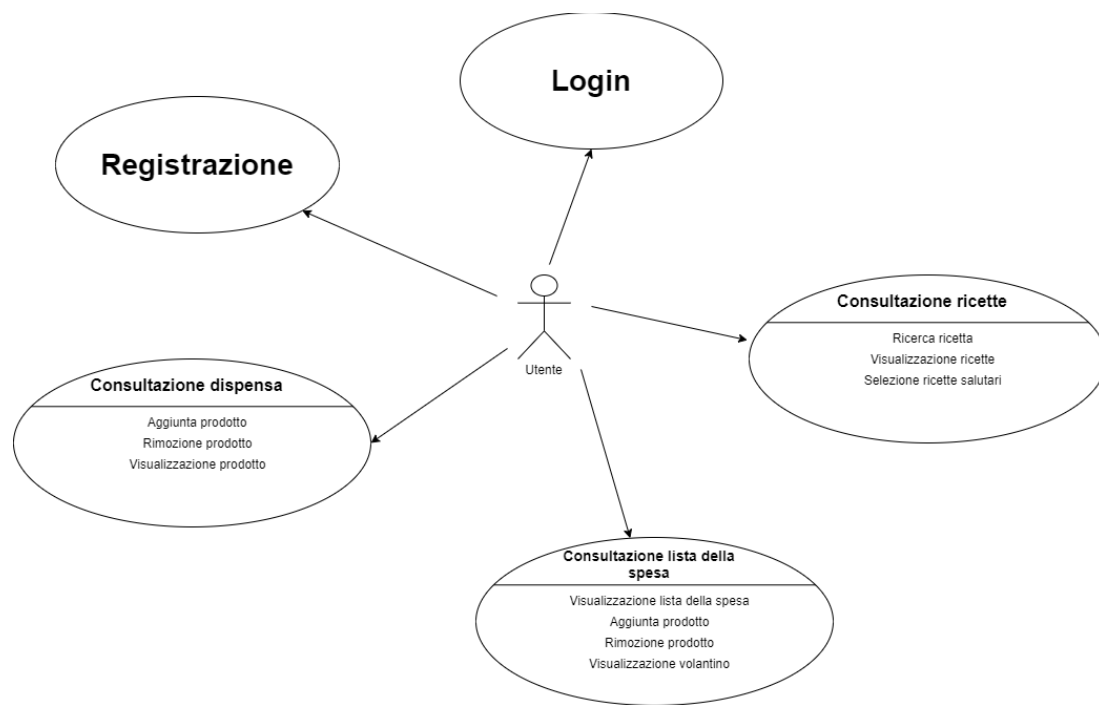 Login
Registrazione
Consultazione ricette
Ricerca ricetta
Visualizzazione ricette
Selezione ricette salutari
Utente
Consultazione dispensa
Aggiunta prodotto
Rimozione prodotto
Visualizzazione prodotto
Consultazione lista della
spesa
Visualizzazione lista della spesa
Aggiunta prodotto
Rimozione prodotto
Visualizzazione volantino